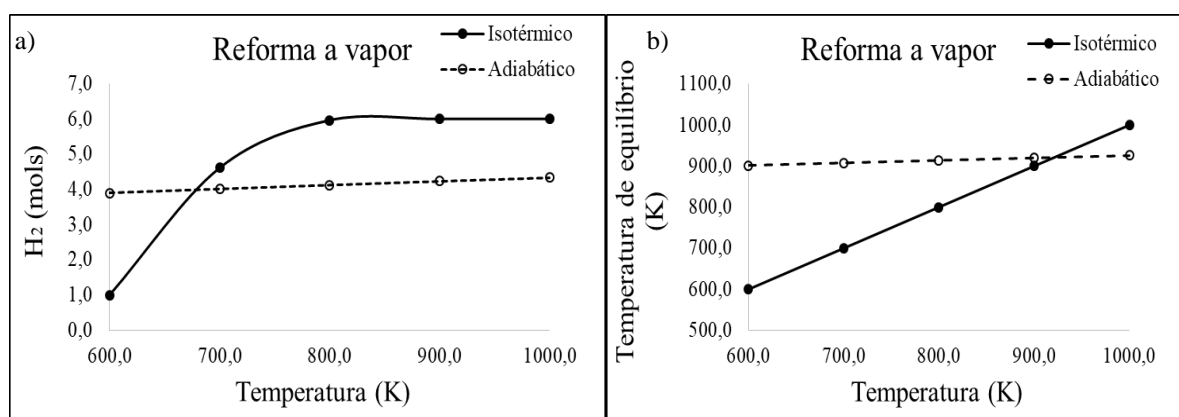 a)
Reforma a vapor
Isotérmico
Adiabático
7,0
6,0
5,0
4,0
3,0
2,0
1,0
0,0
H₂ (mols)
600,0 700,0 800,0 900,0 1000,0
Temperatura (K)
b)
Reforma a vapor
Isotérmico
Adiabático
1100,0
1000,0
900,0
800,0
700,0
600,0
500,0
Temperatura de equilíbrio
(K)
600,0 700,0 800,0 900,0 1000,0
Temperatura (K)